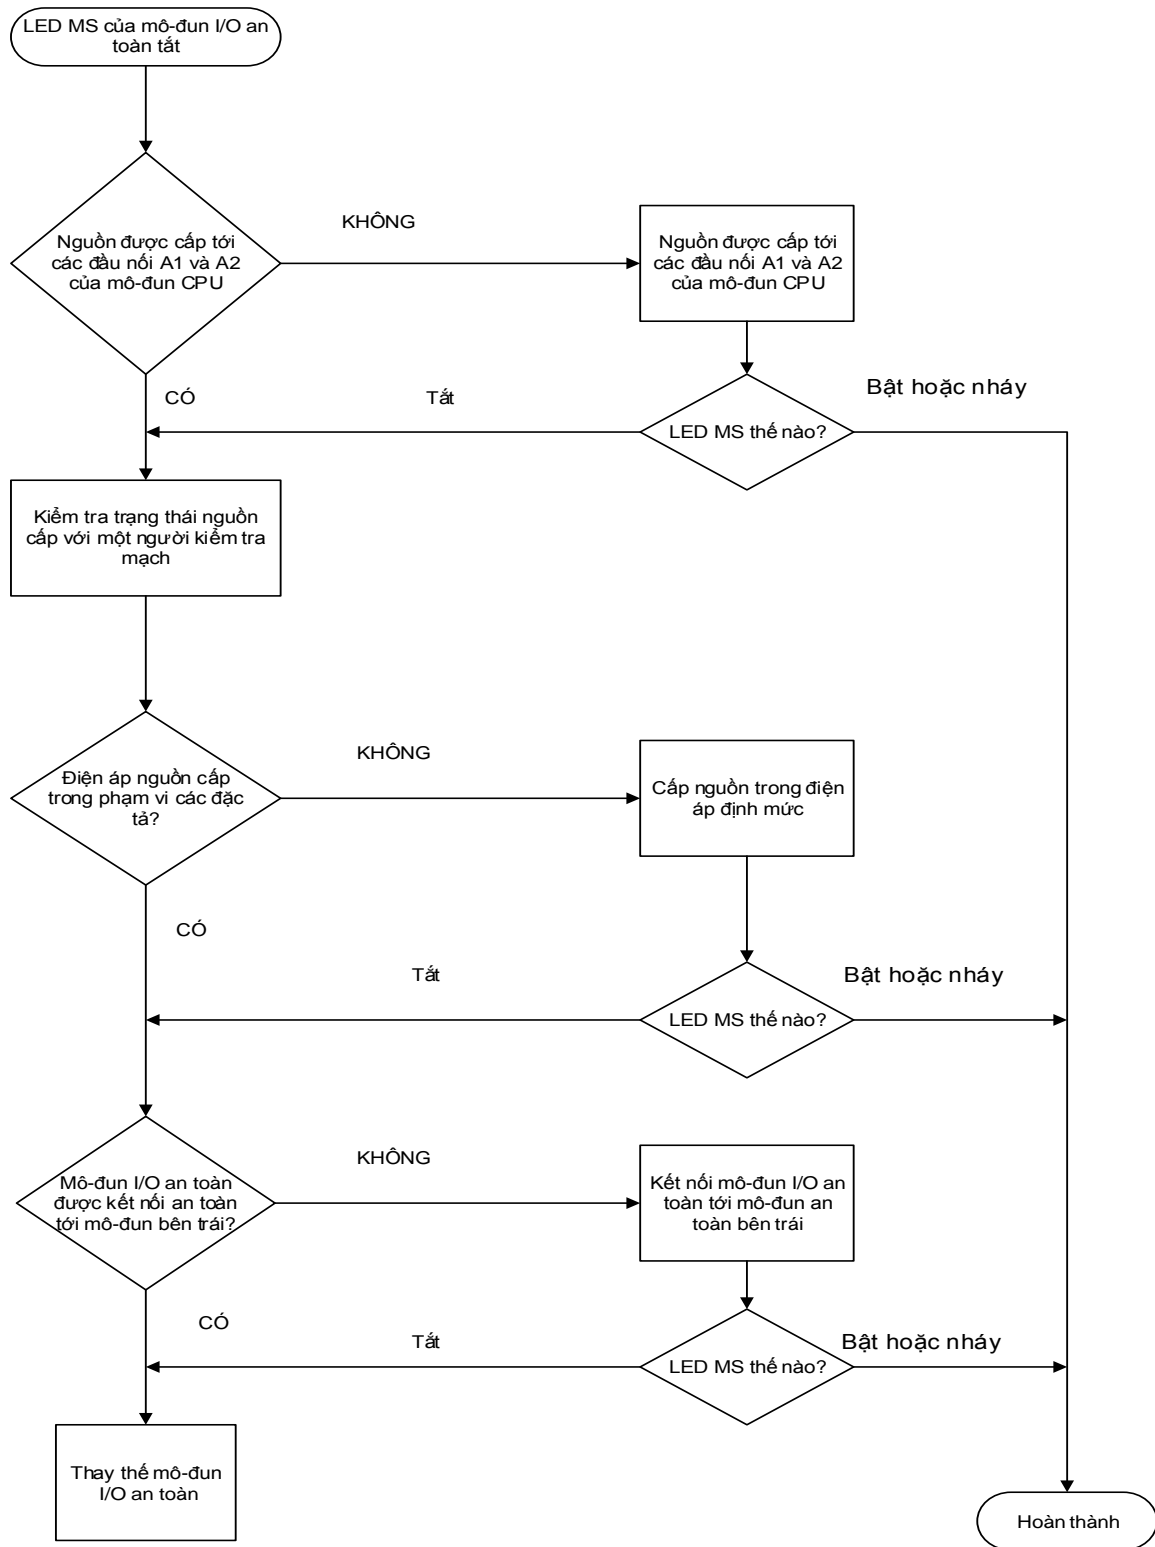 LED MS của mô-đun I/O an
toàn tắt
Nguồn được cấp tới
các đầu nối A1 và A2
của mô-đun CPU
KHÔNG
Nguồn được cấp tới
các đầu nối A1 và A2
của mô-đun CPU
CÓ
Tắt
LED MS thế nào?
Bật hoặc nháy
Kiểm tra trạng thái nguồn
cấp với một người kiểm tra
mạch
Điện áp nguồn cấp
trong phạm vi các đặc
tả?
KHÔNG
Cấp nguồn trong điện
áp định mức
CÓ
Tắt
LED MS thế nào?
Bật hoặc nháy
Mô-đun I/O an toàn
được kết nối an toàn
tới mô-đun bên trái?
KHÔNG
Kết nối mô-đun I/O an
toàn tới mô-đun an
toàn bên trái
CÓ
Tắt
LED MS thế nào?
Bật hoặc nháy
Thay thế mô-đun
I/O an toàn
Hoàn thành